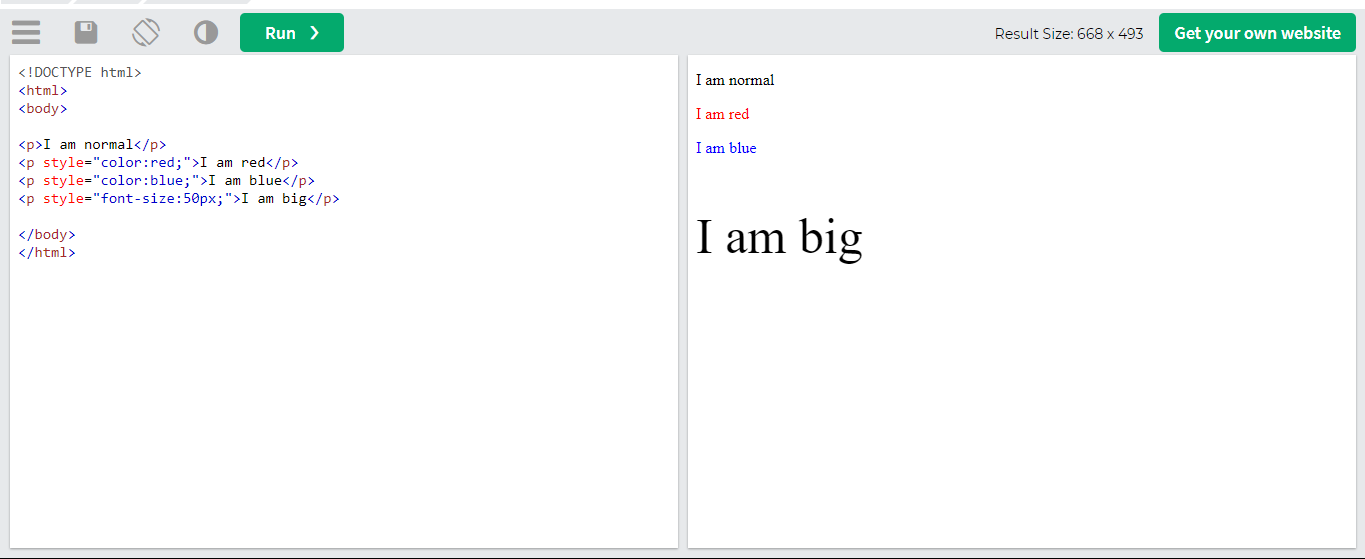 Run ❯
Result Size: 668 x 493
Get your own website
<!DOCTYPE html>
<html>
<body>
<p>I am normal</p>
<p style="color:red;">I am red</p>
<p style="color:blue;">I am blue</p>
<p style="font-size:50px;">I am big</p>
</body>
</html>
I am normal
I am red
I am blue
I am big